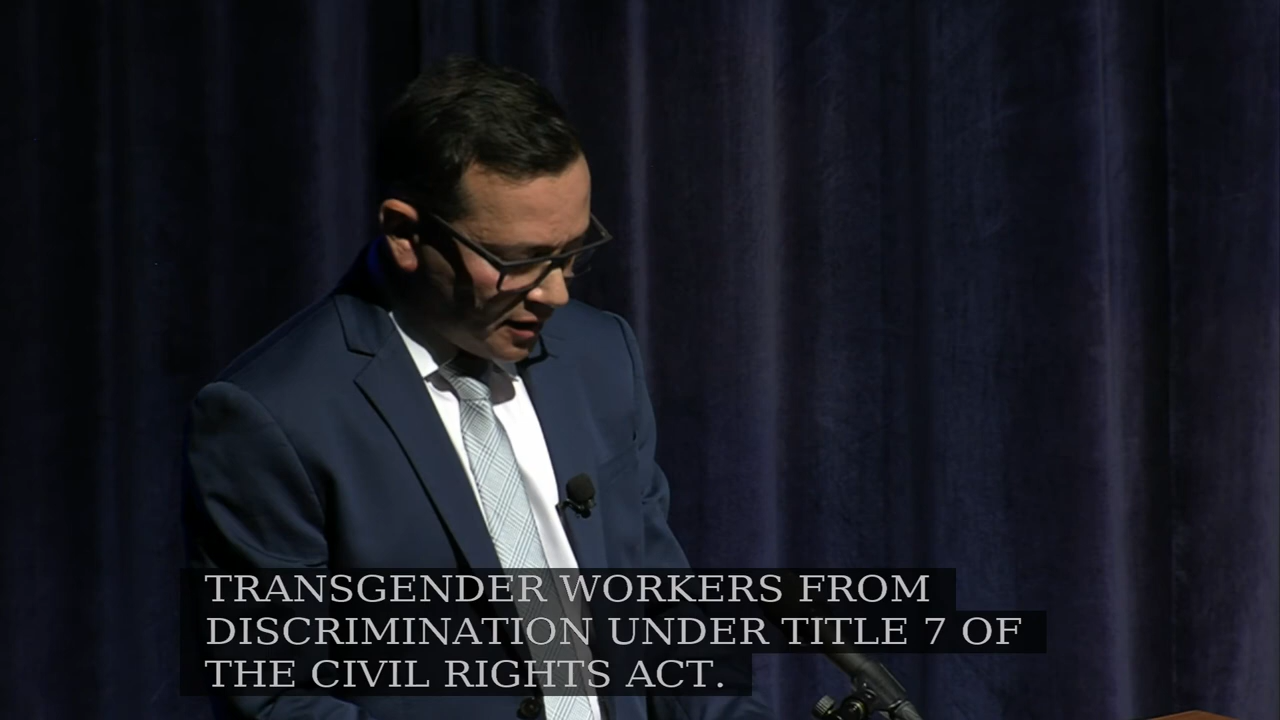 TRANSGENDER WORKERS FROM
DISCRIMINATION UNDER TITLE 7 OF
THE CIVIL RIGHTS ACT.